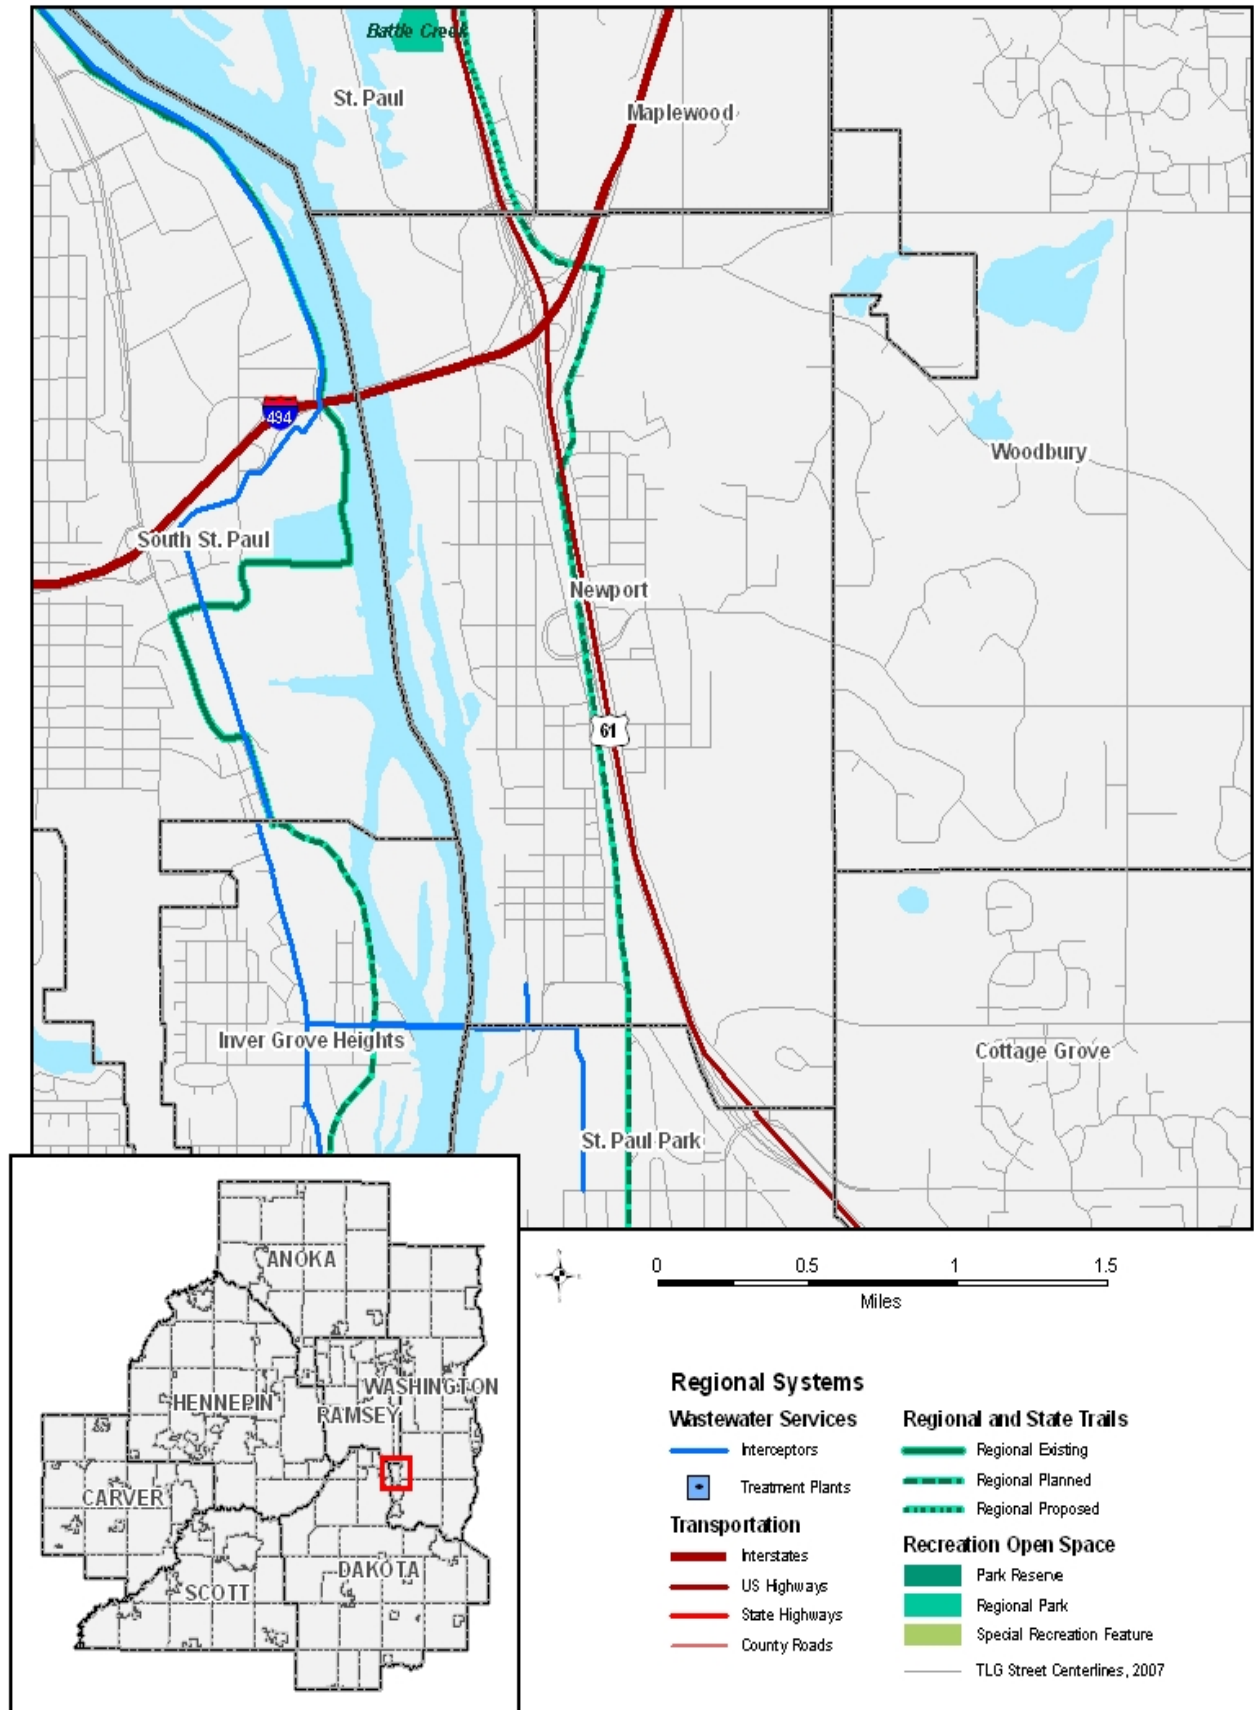 Battle Creek
St. Paul
Maplewood
494
Woodbury
South St. Paul
Newport
61
Inver Grove Heights
Cottage Grove
St. Paul Park
ANOKA
WASHINGTON
HENNEPIN
RAMSEY
CARVER
DAKOTA
SCOTT
0 0.5 1 1.5
Miles
Regional Systems
Wastewater Services
Interceptors
Treatment Plants
Transportation
Interstates
US Highways
State Highways
County Roads
Regional and State Trails
Regional Existing
Regional Planned
Regional Proposed
Recreation Open Space
Park Reserve
Regional Park
Special Recreation Feature
TLG Street Centerlines, 2007